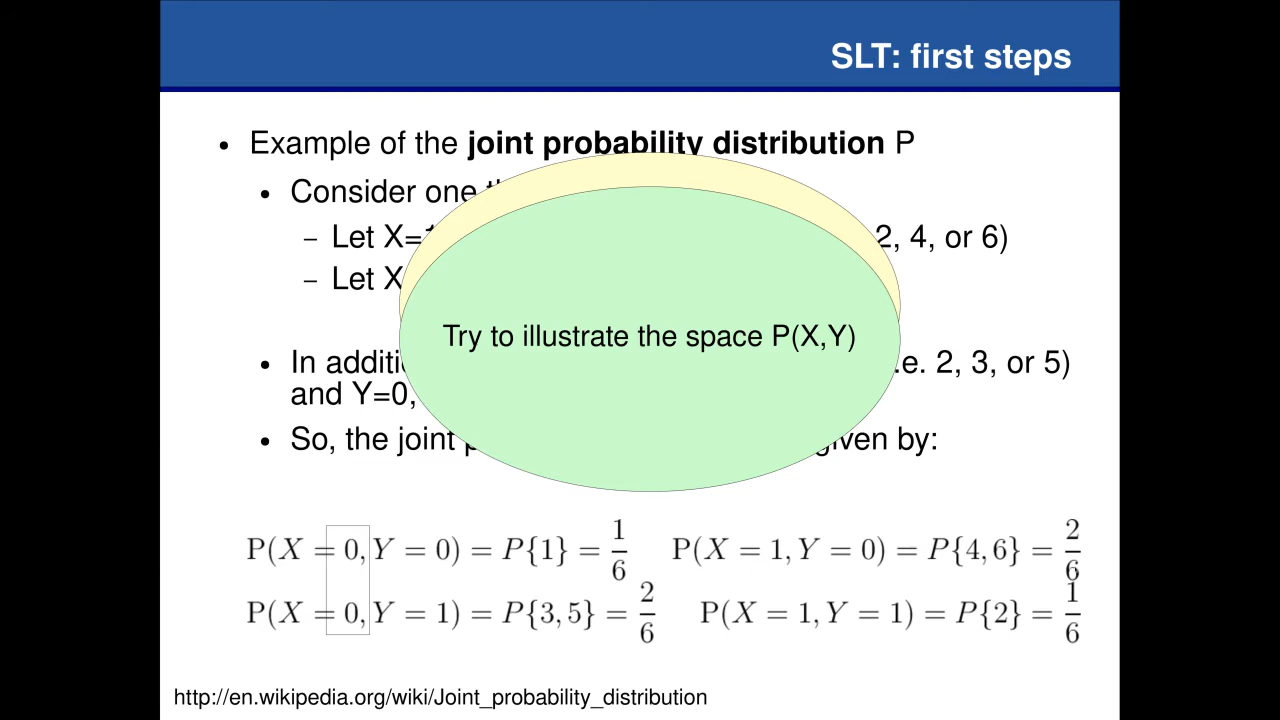 SLT: first steps
• Example of the joint probability distribution P
• Consider one
– Let X= 2, 4, or 6)
– Let X
Try to illustrate the space P(X,Y)
• In .e. 2, 3, or 5)
and Y=0,
• So, the joint given by:
P(X = 0, Y = 0) = P{1} = 1/6 P(X = 1, Y = 0) = P{4, 6} = 2/6
P(X = 0, Y = 1) = P{3, 5} = 2/6 P(X = 1, Y = 1) = P{2} = 1/6
http://en.wikipedia.org/wiki/Joint_probability_distribution